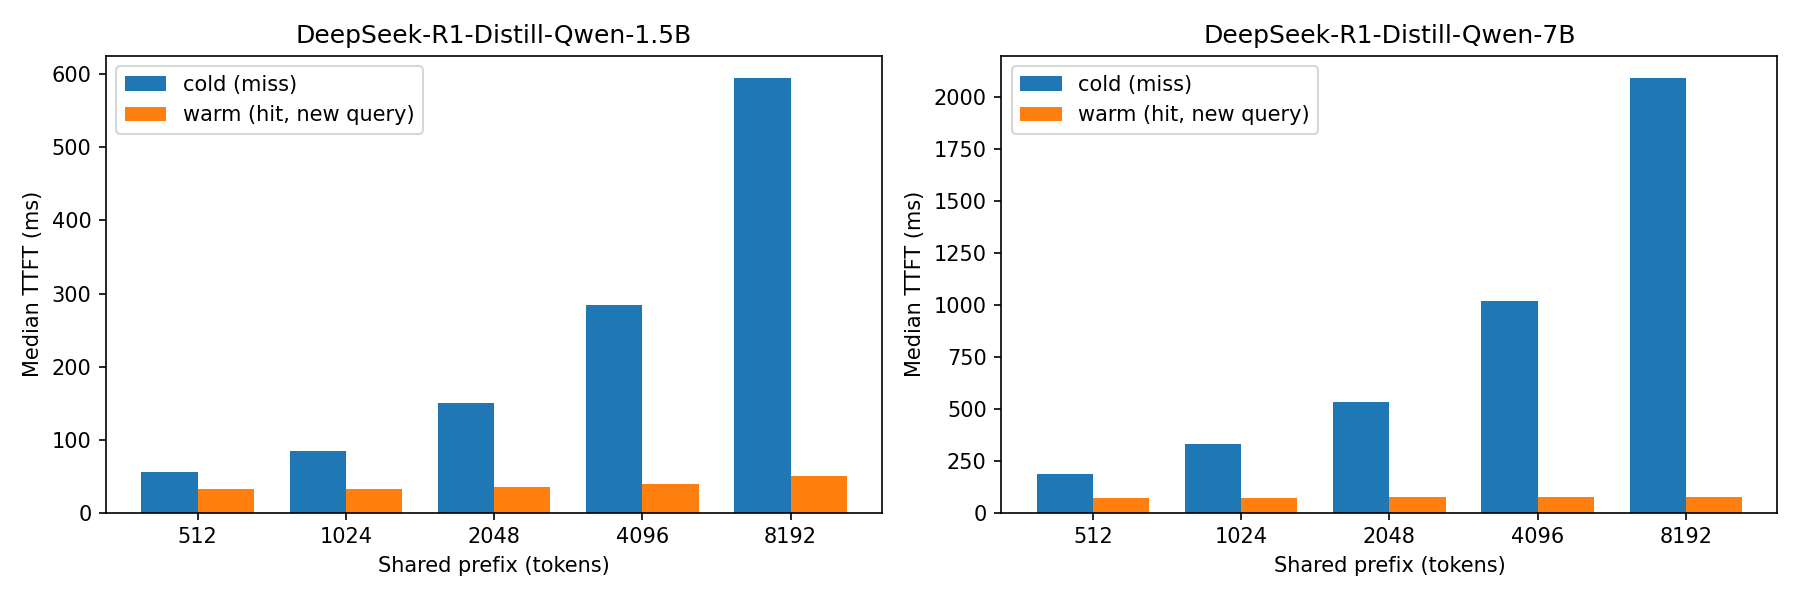 DeepSeek-R1-Distill-Qwen-1.5B
cold (miss)
warm (hit, new query)
600
500
400
300
200
100
0
Median TTFT (ms)
512 1024 2048 4096 8192
Shared prefix (tokens)
DeepSeek-R1-Distill-Qwen-7B
cold (miss)
warm (hit, new query)
2000
1750
1500
1250
1000
750
500
250
0
Median TTFT (ms)
512 1024 2048 4096 8192
Shared prefix (tokens)